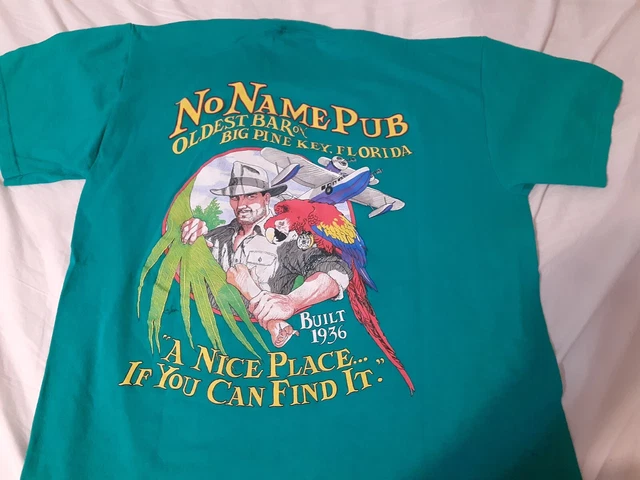 NO NAME PUB
OLDEST BAR ON
BIG PINE KEY, FLORIDA
BUILT
1936
"A NICE PLACE...
IF YOU CAN FIND IT."